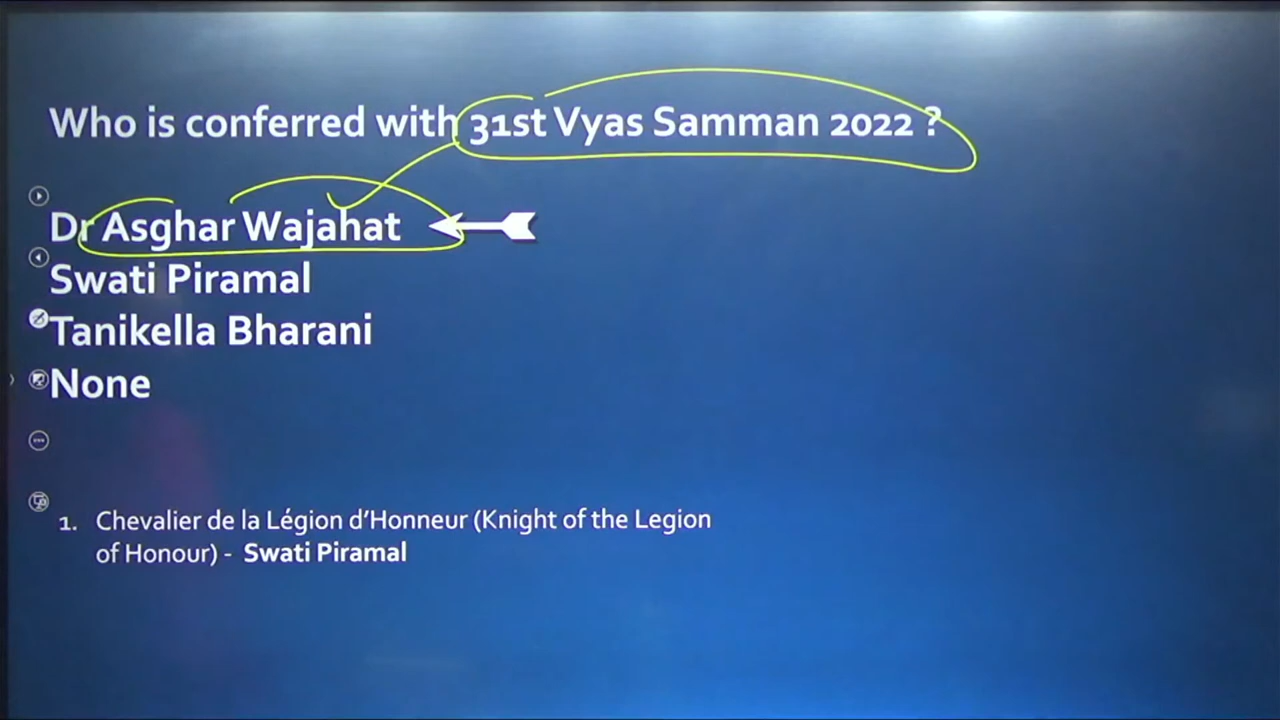 Who is conferred with 31st Vyas Samman 2022 ?
Dr Asghar Wajahat
Swati Piramal
Tanikella Bharani
None
1. Chevalier de la Légion d’Honneur (Knight of the Legion
of Honour) - Swati Piramal